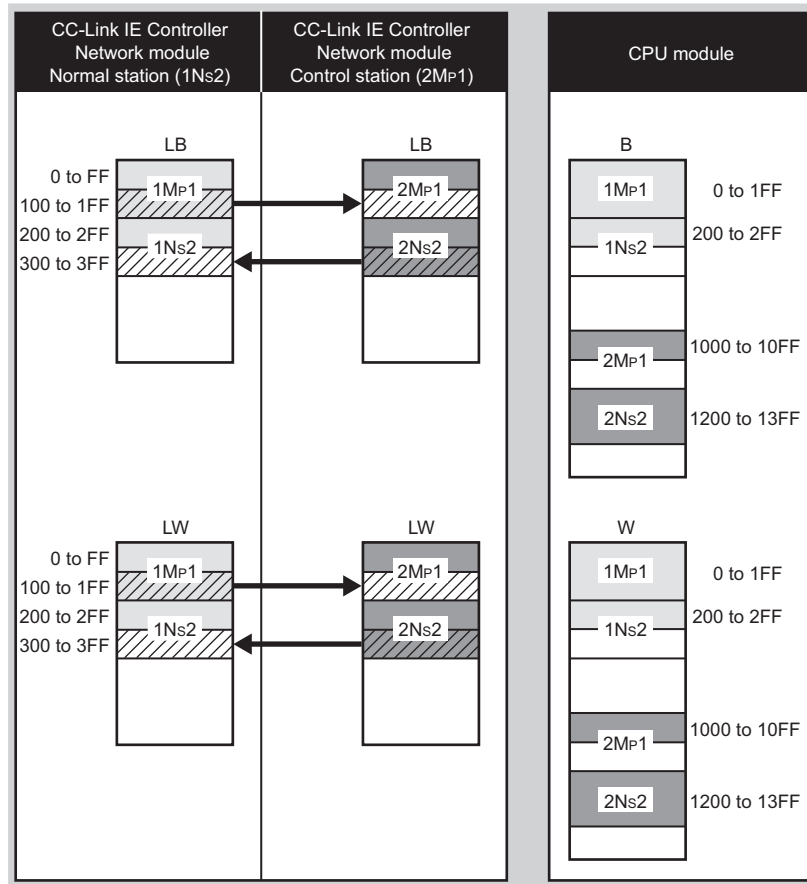 CC-Link IE Controller
Network module
Normal station (1Ns2)
CC-Link IE Controller
Network module
Control station (2MP1)
CPU module
LB
0 to FF
100 to 1FF
200 to 2FF
300 to 3FF
1MP1
1Ns2
LB
2MP1
2Ns2
B
1MP1
0 to 1FF
1Ns2
200 to 2FF
2MP1
1000 to 10FF
2Ns2
1200 to 13FF
LW
0 to FF
100 to 1FF
200 to 2FF
300 to 3FF
1MP1
1Ns2
LW
2MP1
2Ns2
W
1MP1
0 to 1FF
1Ns2
200 to 2FF
2MP1
1000 to 10FF
2Ns2
1200 to 13FF